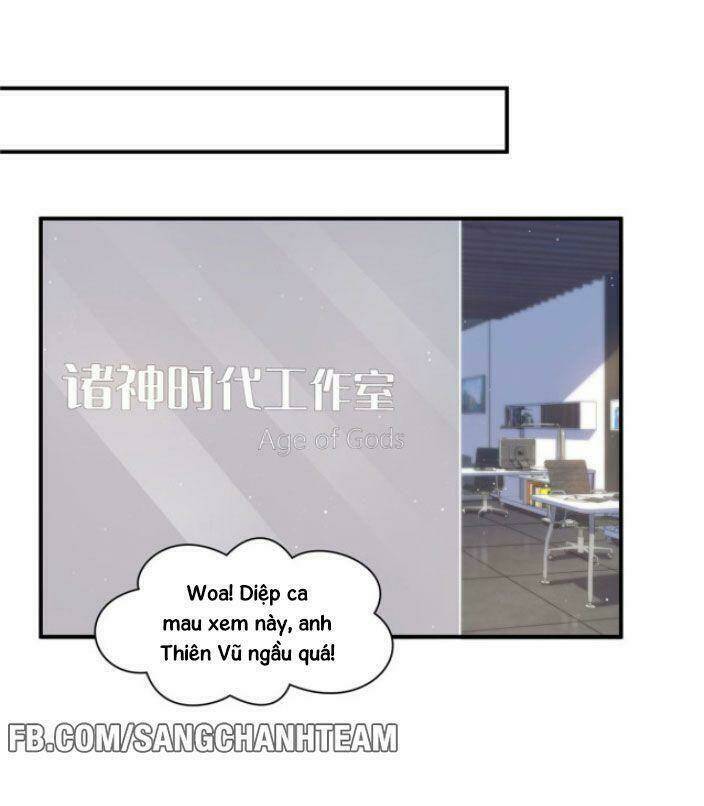 诸神时代工作室
Age of Gods
Woa! Diệp ca
mau xem này, anh
Thiên Vũ ngầu quá!
FB.COM/SANGCHANHTEAM